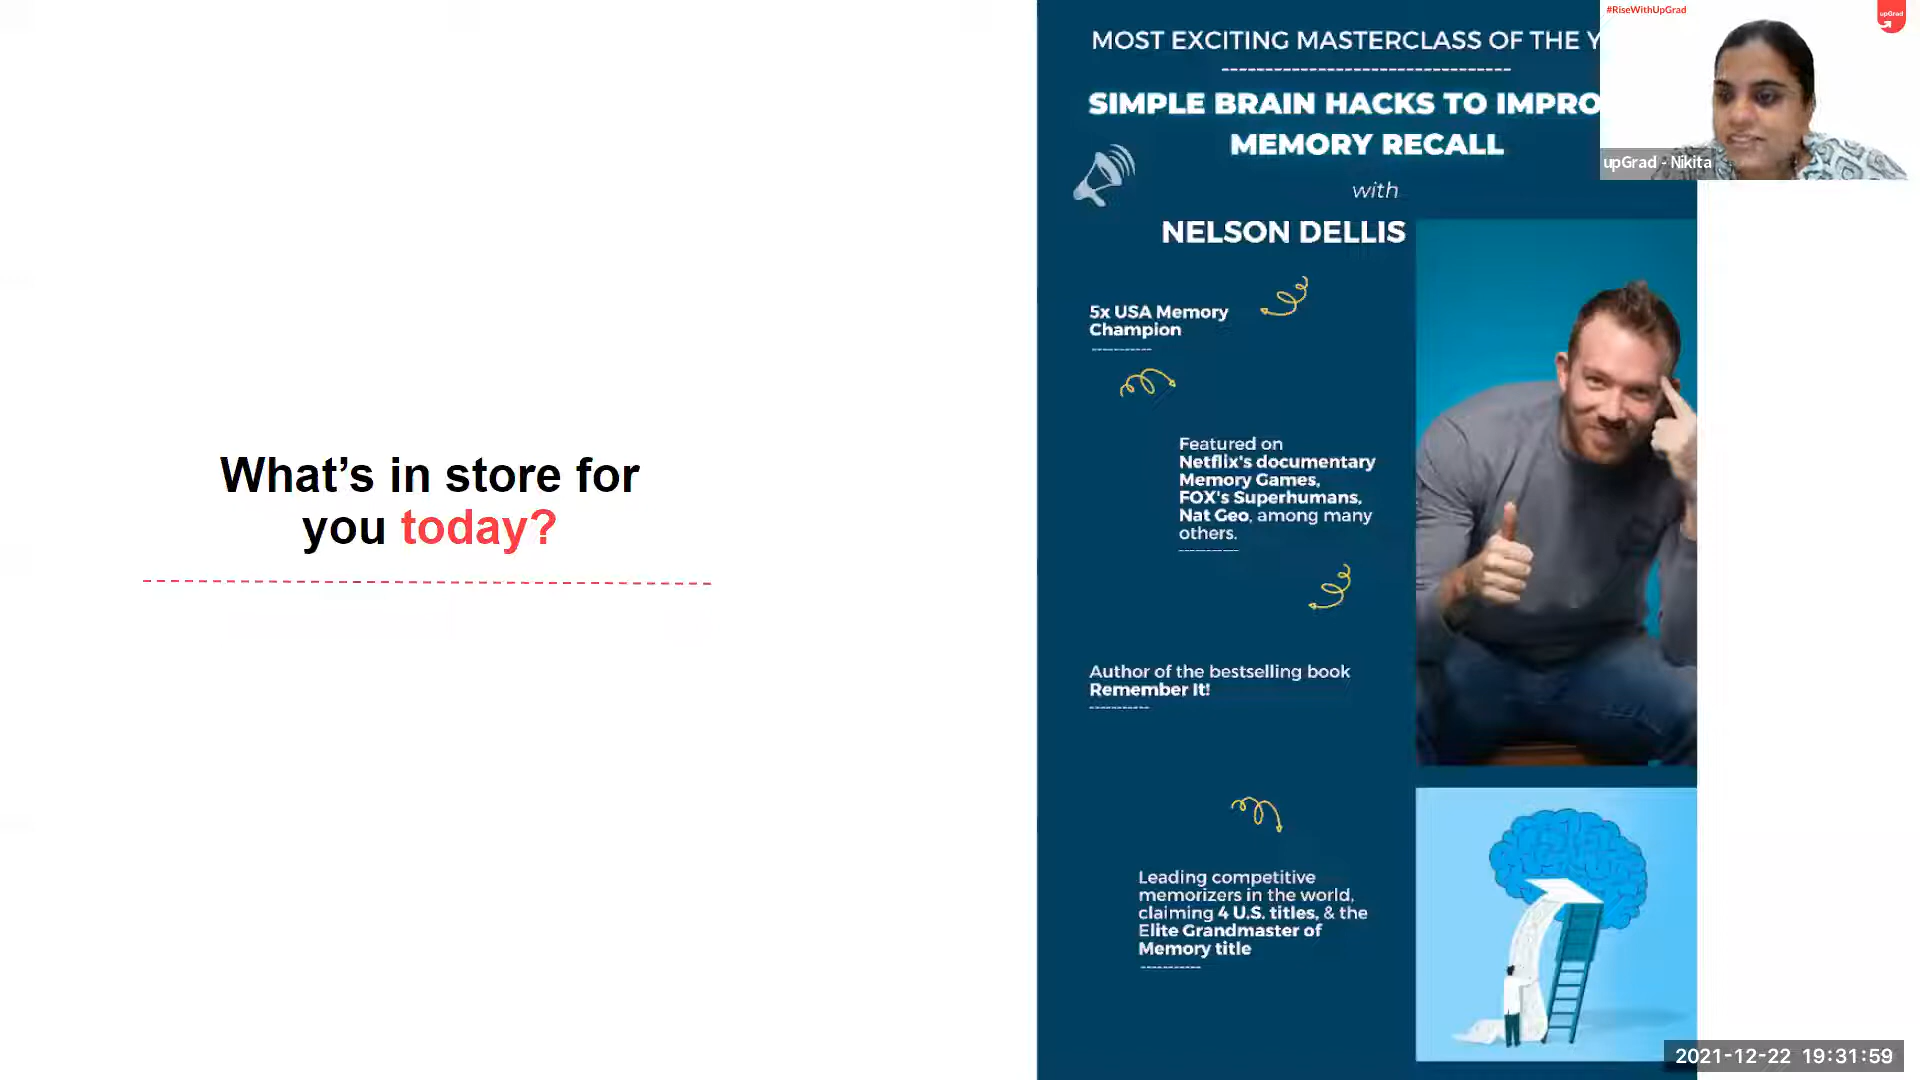 What's in store for
you today?
MOST EXCITING MASTERCLASS OF THE Y
SIMPLE BRAIN HACKS TO IMPRO
MEMORY RECALL
with
NELSON DELLIS
5x USA Memory
Champion
Featured on
Netflix's documentary
Memory Games,
FOX's Superhumans,
Nat Geo, among many
others.
Author of the bestselling book
Remember It!
Leading competitive
memorizers in the world,
claiming 4 U.S. titles, & the
Elite Grandmaster of
Memory title
#RiseWithUpGrad
upGrad
upGrad - Nikita
2021-12-22 19:31:59